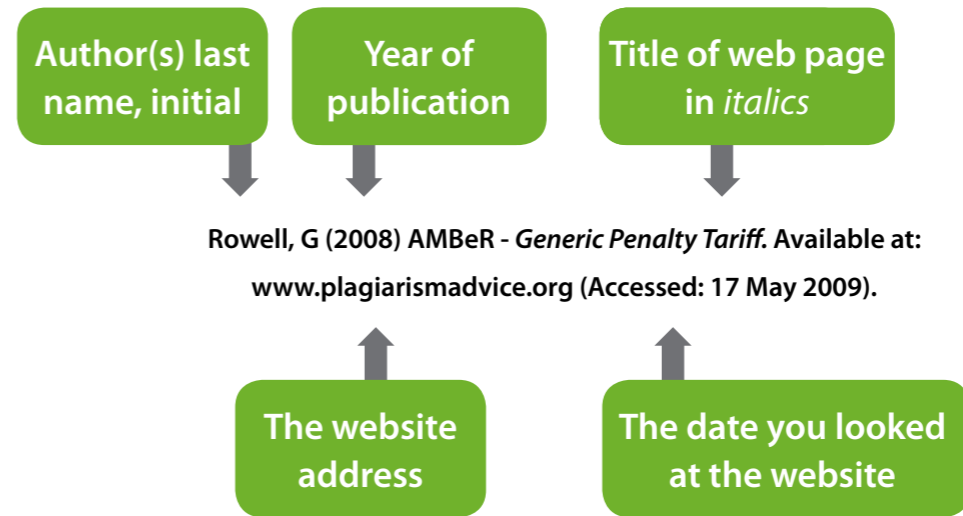 Author(s) last
name, initial
Year of
publication
Title of web page
in italics
Rowell, G (2008) AMBeR - Generic Penalty Tariff. Available at:
www.plagiarismadvice.org (Accessed: 17 May 2009).
The website
address
The date you looked
at the website